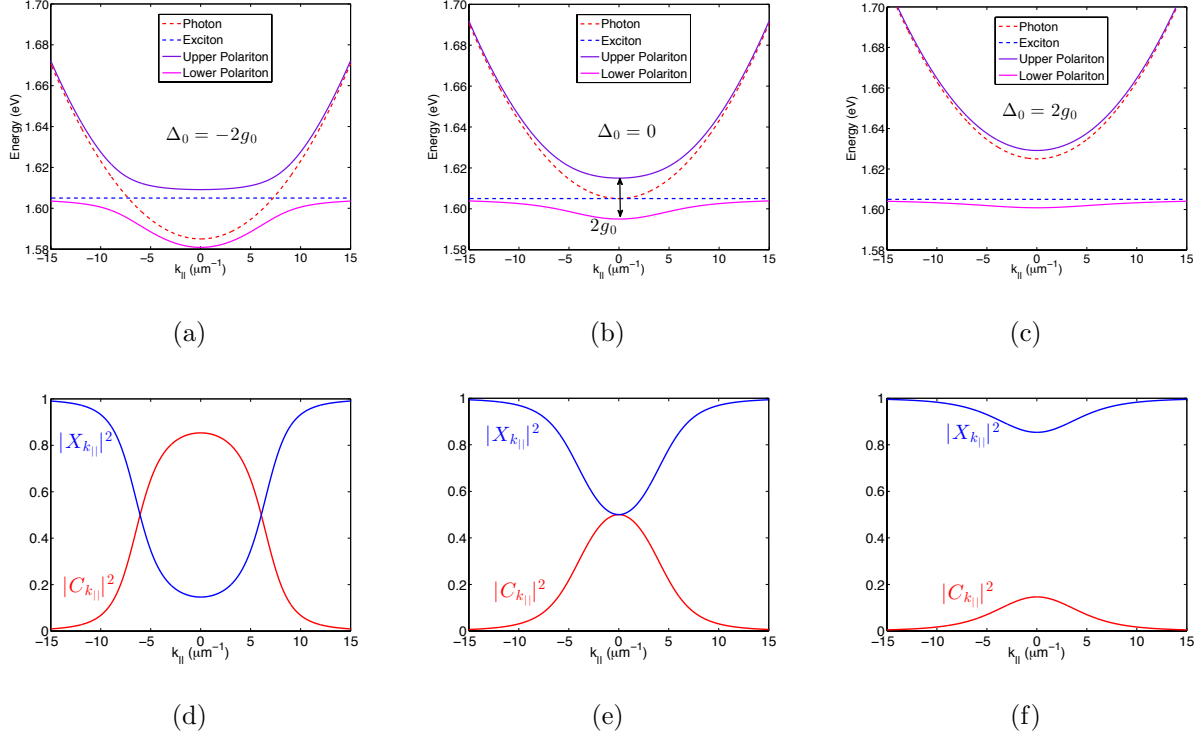 1.70
1.68
1.66
1.64
1.62
1.60
1.58
Energy (eV)
Photon
Exciton
Upper Polariton
Lower Polariton
Δ₀ = −2g₀
−15 −10 −5 0 5 10 15
k|| (μm⁻¹)
(a)
1.70
1.68
1.66
1.64
1.62
1.60
1.58
Energy (eV)
Photon
Exciton
Upper Polariton
Lower Polariton
Δ₀ = 0
2g₀
−15 −10 −5 0 5 10 15
k|| (μm⁻¹)
(b)
1.70
1.68
1.66
1.64
1.62
1.60
1.58
Energy (eV)
Photon
Exciton
Upper Polariton
Lower Polariton
Δ₀ = 2g₀
−15 −10 −5 0 5 10 15
k|| (μm⁻¹)
(c)
1
0.8
0.6
0.4
0.2
0
|Xk|||²
|Ck|||²
−15 −10 −5 0 5 10 15
k|| (μm⁻¹)
(d)
1
0.8
0.6
0.4
0.2
0
|Xk|||²
|Ck|||²
−15 −10 −5 0 5 10 15
k|| (μm⁻¹)
(e)
1
0.8
0.6
0.4
0.2
0
|Xk|||²
|Ck|||²
−15 −10 −5 0 5 10 15
k|| (μm⁻¹)
(f)